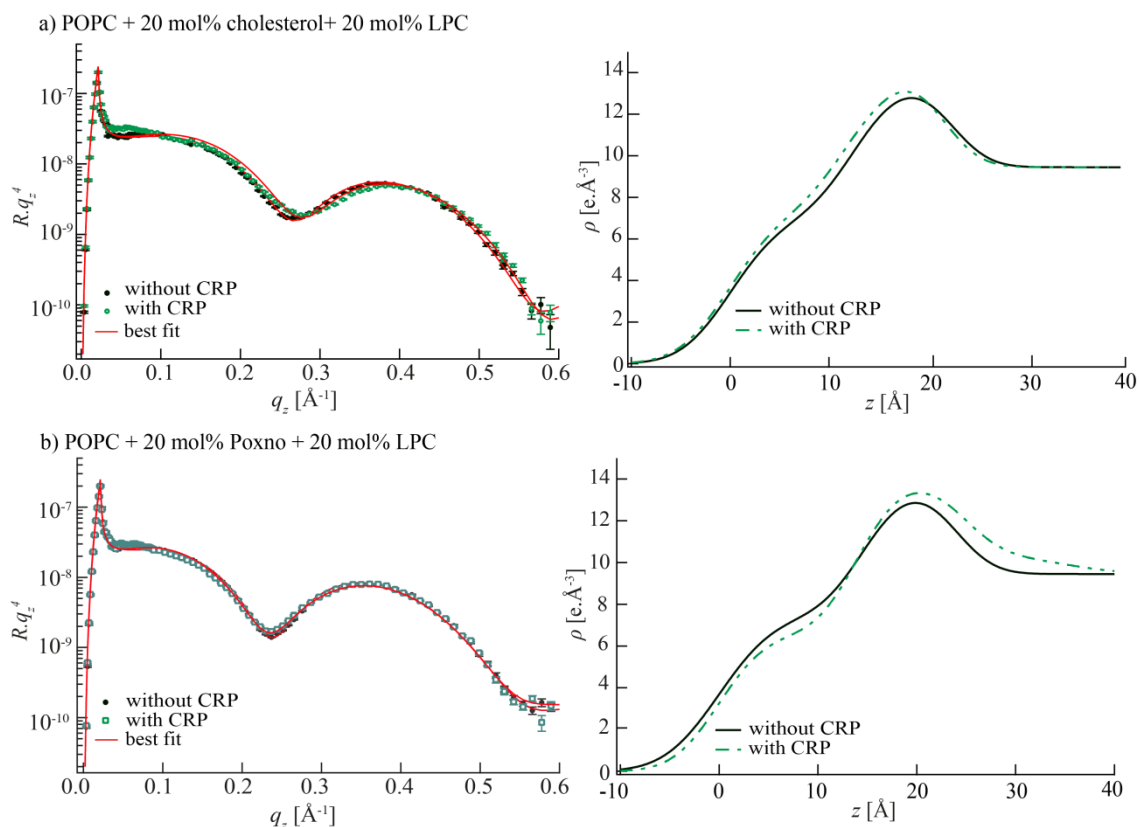 a) POPC + 20 mol% cholesterol+ 20 mol% LPC
10⁻⁷
10⁻⁸
10⁻⁹
10⁻¹⁰
R.q_z⁴
without CRP
with CRP
best fit
0.0 0.1 0.2 0.3 0.4 0.5 0.6
q_z [Å⁻¹]
14
12
10
8
6
4
2
0
ρ [e.Å⁻³]
without CRP
with CRP
-10 0 10 20 30 40
z [Å]
b) POPC + 20 mol% Poxno + 20 mol% LPC
10⁻⁷
10⁻⁸
10⁻⁹
10⁻¹⁰
R.q_z⁴
without CRP
with CRP
best fit
0.0 0.1 0.2 0.3 0.4 0.5 0.6
q_z [Å⁻¹]
14
12
10
8
6
4
2
0
ρ [e.Å⁻³]
without CRP
with CRP
-10 0 10 20 30 40
z [Å]